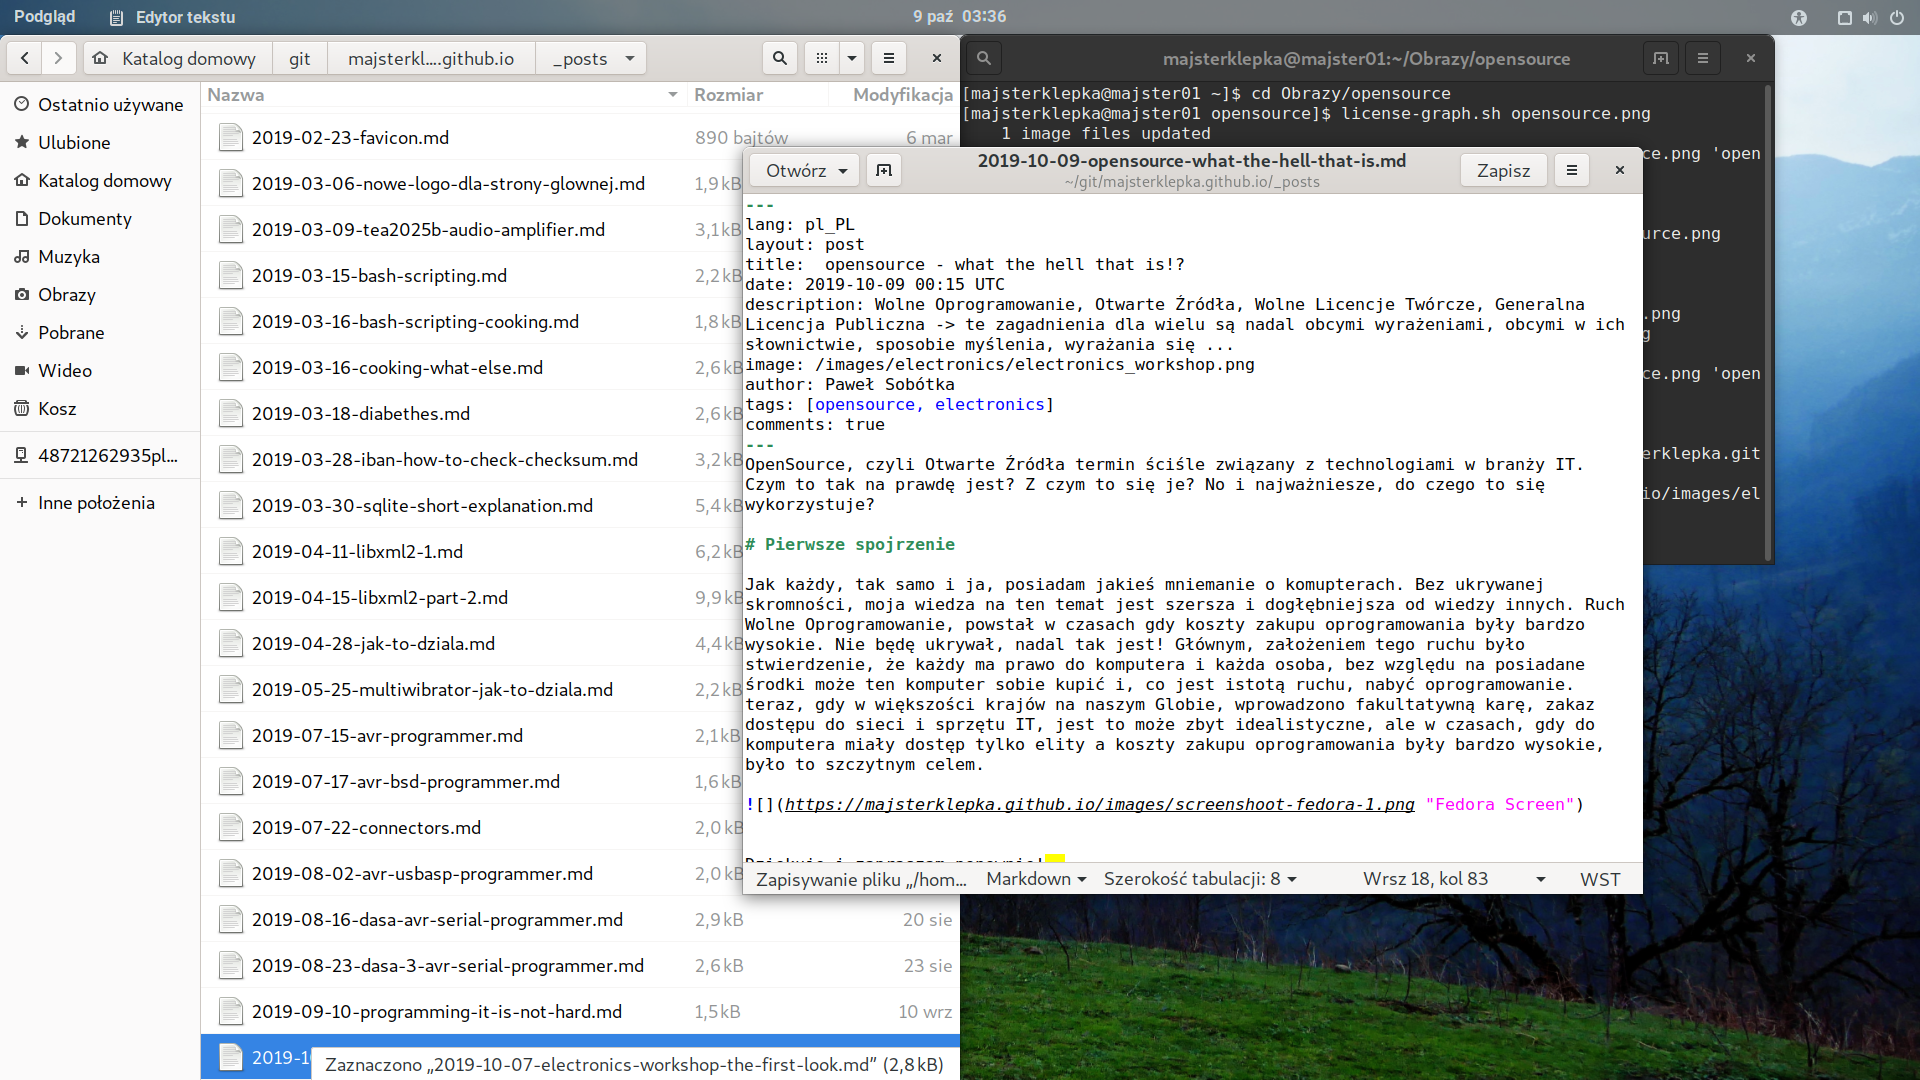 Podgląd
Edytor tekstu
9 paź 03:36
Katalog domowy
git
majsterkl....github.io
_posts
Ostatnio używane
Ulubione
Katalog domowy
Dokumenty
Muzyka
Obrazy
Pobrane
Wideo
Kosz
48721262935pl...
Inne położenia
Nazwa Rozmiar Modyfikacja
2019-02-23-favicon.md 890 bajtów 6 mar
2019-03-06-nowe-logo-dla-strony-glownej.md 1,9 kB
2019-03-09-tea2025b-audio-amplifier.md 3,1 kB
2019-03-15-bash-scripting.md 2,2 kB
2019-03-16-bash-scripting-cooking.md 1,8 kB
2019-03-16-cooking-what-else.md 2,6 kB
2019-03-18-diabethes.md 2,6 kB
2019-03-28-iban-how-to-check-checksum.md 3,2 kB
2019-03-30-sqlite-short-explanation.md 5,4 kB
2019-04-11-libxml2-1.md 6,2 kB
2019-04-15-libxml2-part-2.md 9,9 kB
2019-04-28-jak-to-dziala.md 4,4 kB
2019-05-25-multiwibrator-jak-to-dziala.md 2,2 kB
2019-07-15-avr-programmer.md 2,1 kB
2019-07-17-avr-bsd-programmer.md 1,6 kB
2019-07-22-connectors.md 2,0 kB
2019-08-02-avr-usbasp-programmer.md 2,0 kB
2019-08-16-dasa-avr-serial-programmer.md 2,9 kB 20 sie
2019-08-23-dasa-3-avr-serial-programmer.md 2,6 kB 23 sie
2019-09-10-programming-it-is-not-hard.md 1,5 kB 10 wrz
2019-1
Zaznaczono „2019-10-07-electronics-workshop-the-first-look.md” (2,8 kB)
majsterklepka@majster01:~/Obrazy/opensource
[majsterklepka@majster01 ~]$ cd Obrazy/opensource
[majsterklepka@majster01 opensource]$ license-graph.sh opensource.png
1 image files updated
ce.png 'open
urce.png
.png
g
ce.png 'open
erklepka.git
io/images/el
Otwórz
2019-10-09-opensource-what-the-hell-that-is.md
~/git/majsterklepka.github.io/_posts
Zapisz
---
lang: pl_PL
layout: post
title:  opensource - what the hell that is!?
date: 2019-10-09 00:15 UTC
description: Wolne Oprogramowanie, Otwarte Źródła, Wolne Licencje Twórcze, Generalna
Licencja Publiczna -> te zagadnienia dla wielu są nadal obcymi wyrażeniami, obcymi w ich
słownictwie, sposobie myślenia, wyrażania się ...
image: /images/electronics/electronics_workshop.png
author: Paweł Sobótka
tags: [opensource, electronics]
comments: true
---
OpenSource, czyli Otwarte Źródła termin ściśle związany z technologiami w branży IT.
Czym to tak na prawdę jest? Z czym to się je? No i najważniesze, do czego to się
wykorzystuje?
# Pierwsze spojrzenie
Jak każdy, tak samo i ja, posiadam jakieś mniemanie o komupterach. Bez ukrywanej
skromności, moja wiedza na ten temat jest szersza i dogłębniejsza od wiedzy innych. Ruch
Wolne Oprogramowanie, powstał w czasach gdy koszty zakupu oprogramowania były bardzo
wysokie. Nie będę ukrywał, nadal tak jest! Głównym, założeniem tego ruchu było
stwierdzenie, że każdy ma prawo do komputera i każda osoba, bez względu na posiadane
środki może ten komputer sobie kupić i, co jest istotą ruchu, nabyć oprogramowanie.
teraz, gdy w większości krajów na naszym Globie, wprowadzono fakultatywną karę, zakaz
dostępu do sieci i sprzętu IT, jest to może zbyt idealistyczne, ale w czasach, gdy do
komputera miały dostęp tylko elity a koszty zakupu oprogramowania były bardzo wysokie,
było to szczytnym celem.
![](https://majsterklepka.github.io/images/screenshoot-fedora-1.png "Fedora Screen")
Dziękuję i zapraszam ponownie!
Zapisywanie pliku „/hom...
Markdown
Szerokość tabulacji: 8
Wrsz 18, kol 83
WST